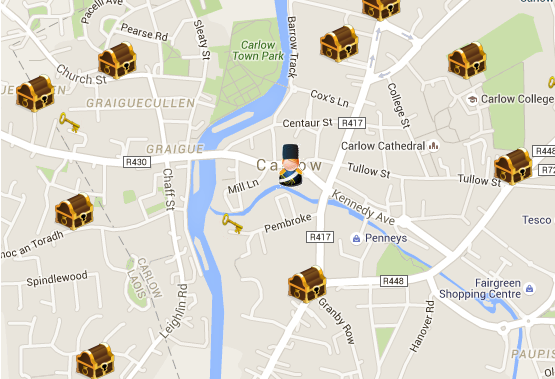 Pacelli Ave
Pearse Rd
Sleaty St
Barrow Track
Carlow
Town Park
Church St
GRAIGUECULLEN
Cox's Ln
College St
Carlow College
Centaur St
R417
GRAIGUE
R430
Carlow Cathedral
R448
Carlow
Tullow St
Tullow St
Mill Ln
Chaff St
Kennedy Ave
Pembroke
Tesco
R417
Penneys
noc an Toradh
CARLOW
LAOIS
Spindlewood
R448
Fairgreen
Shopping Centre
Leighlin Rd
Granby Row
Hanover Rd
PAUPIS